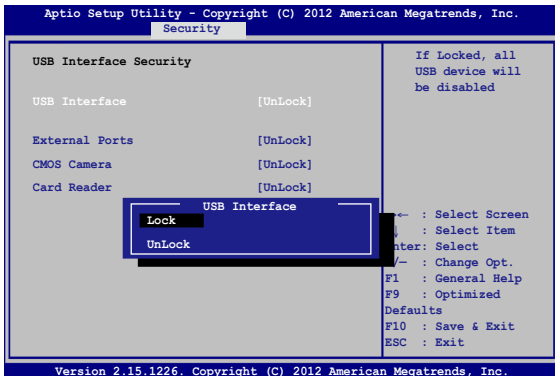 Aptio Setup Utility - Copyright (C) 2012 American Megatrends, Inc.
Security
USB Interface Security
USB Interface [UnLock]
External Ports [UnLock]
CMOS Camera [UnLock]
Card Reader [UnLock]
USB Interface
Lock
UnLock
If Locked, all
USB device will
be disabled
: Select Screen
: Select Item
nter: Select
/— : Change Opt.
F1 : General Help
F9 : Optimized
Defaults
F10 : Save & Exit
ESC : Exit
Version 2.15.1226. Copyright (C) 2012 American Megatrends, Inc.